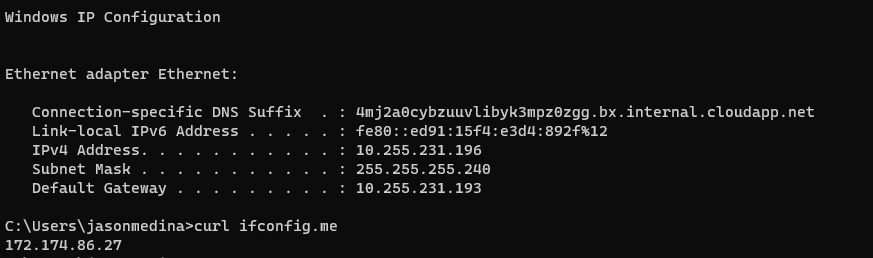 Windows IP Configuration
Ethernet adapter Ethernet:
Connection-specific DNS Suffix  . : 4mj2a0cybzuuvlibyk3mpz0zgg.bx.internal.cloudapp.net
Link-local IPv6 Address . . . . . : fe80::ed91:15f4:e3d4:892f%12
IPv4 Address. . . . . . . . . . . : 10.255.231.196
Subnet Mask . . . . . . . . . . . : 255.255.255.240
Default Gateway . . . . . . . . . : 10.255.231.193
C:\Users\jasonmedina>curl ifconfig.me
172.174.86.27